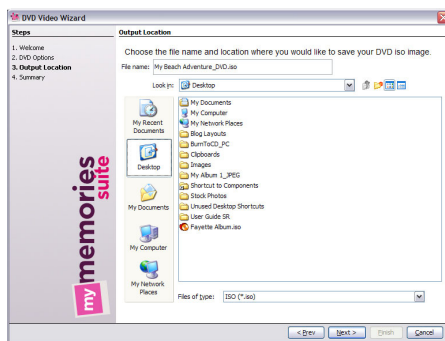 DVD Video Wizard
Steps
1. Welcome
2. DVD Options
3. Output Location
4. Summary
my memories suite
Output Location
Choose the file name and location where you would like to save your DVD iso image.
File name: My Beach Adventure_DVD.iso
Look in: Desktop
My Recent Documents
Desktop
My Documents
My Computer
My Network Places
My Documents
My Computer
My Network Places
Blog Layouts
BurnToCD_PC
Clipboards
Images
My Album 1_JPEG
Shortcut to Components
Stock Photos
Unused Desktop Shortcuts
User Guide SR
Fayette Album.iso
Files of type: ISO (*.iso)
< Prev Next > Finish Cancel